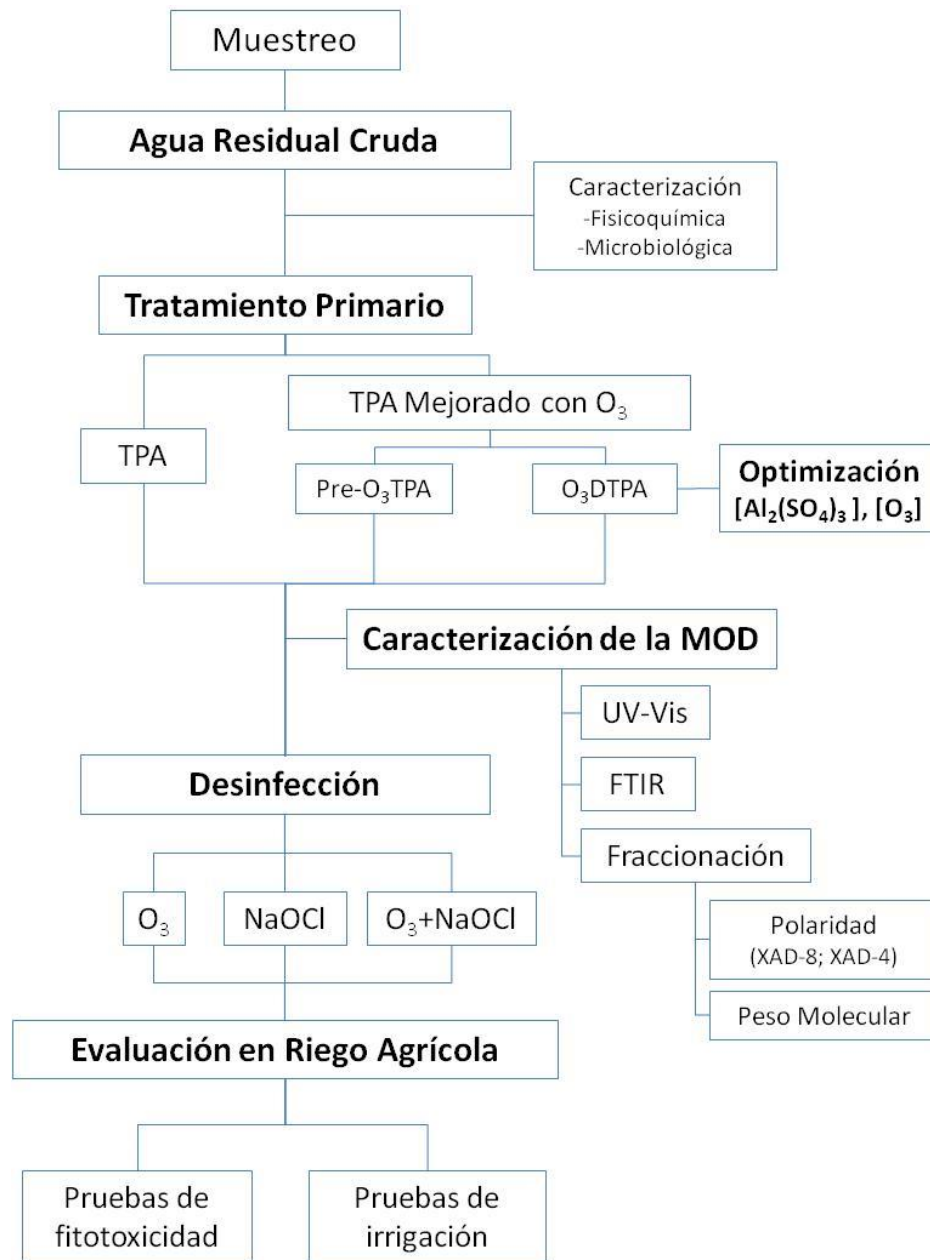 Muestreo
Agua Residual Cruda
Caracterización
-Fisicoquímica
-Microbiológica
Tratamiento Primario
TPA Mejorado con O₃
TPA
Pre-O₃TPA
O₃DTPA
Optimización
[Al₂(SO₄)₃ ], [O₃]
Caracterización de la MOD
UV-Vis
FTIR
Fraccionación
Polaridad
(XAD-8; XAD-4)
Peso Molecular
Desinfección
O₃
NaOCl
O₃+NaOCl
Evaluación en Riego Agrícola
Pruebas de
fitotoxicidad
Pruebas de
irrigación